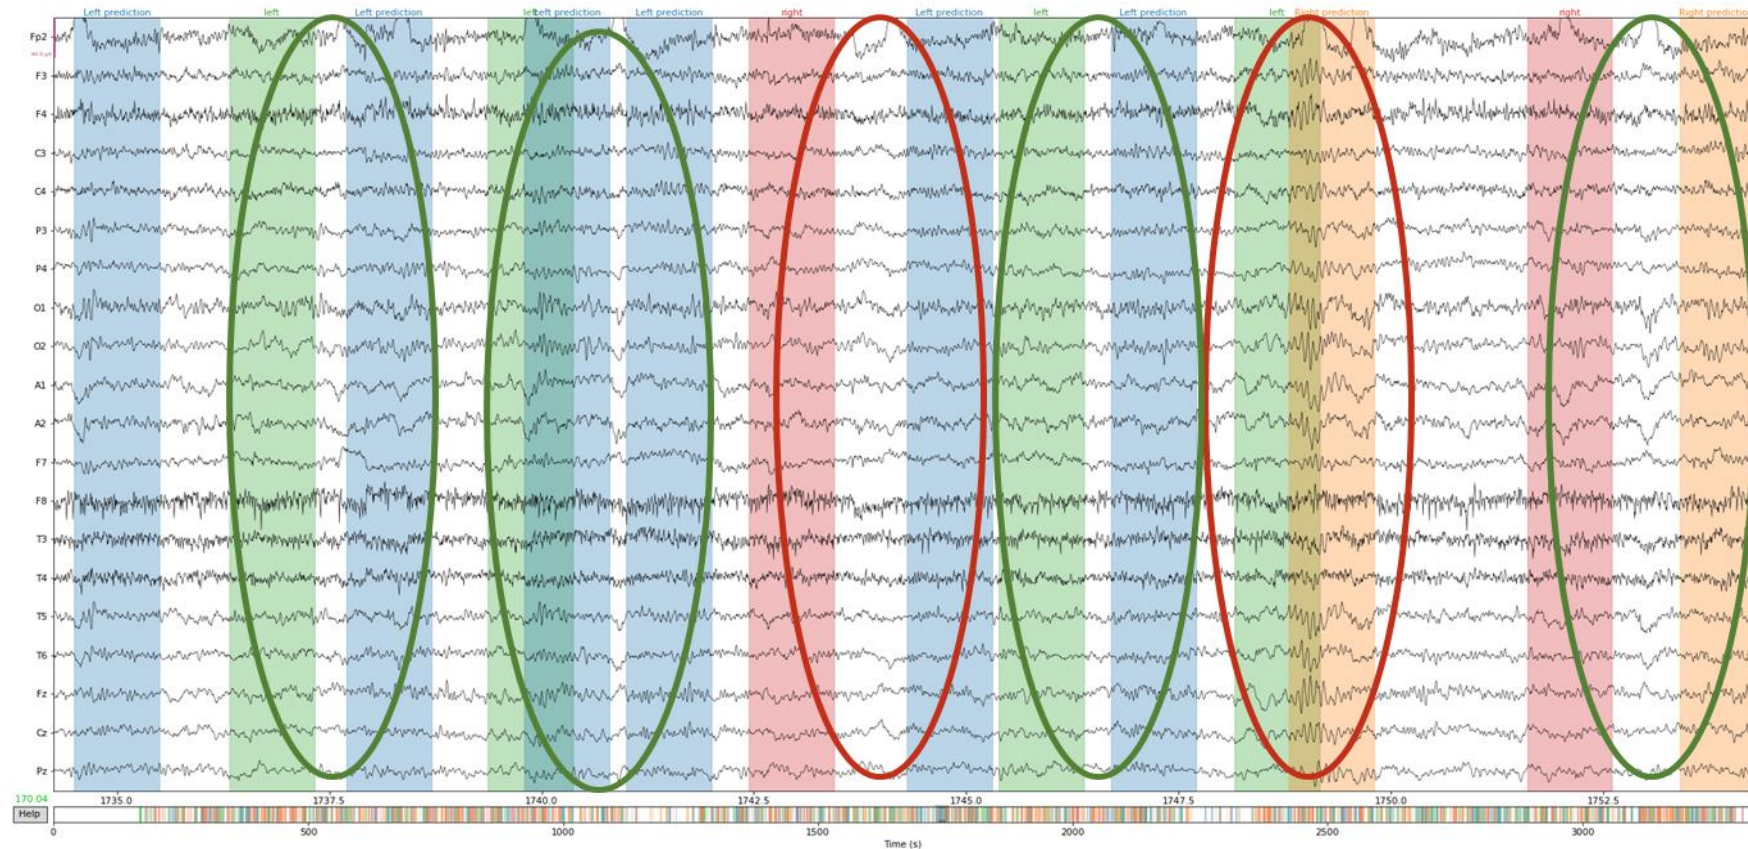 Left prediction left Left prediction left Left prediction Left prediction right Left prediction left Left prediction left Right prediction right Right prediction
Fp2
F3
F4
C3
C4
P3
P4
O1
O2
A1
A2
F7
F8
T3
T4
T5
T6
Fz
Cz
Pz
1735.0 1737.5 1740.0 1742.5 1745.0 1747.5 1750.0 1752.5
170.04
Help
0 500 1000 1500 2000 2500 3000
Time (s)